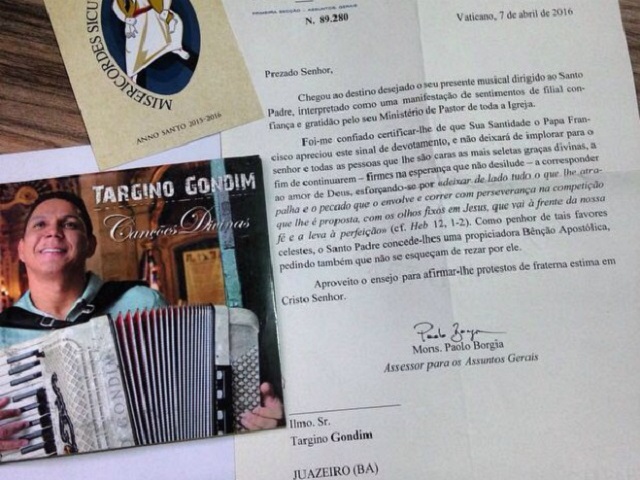 MISERICORDES SICU
ANNO SANTO 2015-2016
TARGINO GONDIM
Canções Divinas
GONDIM
PRIMEIRA SECÇÃO - ASSUNTOS GERAIS
N. 89.280
Vaticano, 7 de abril de 2016
Prezado Senhor,
Chegou ao destino desejado o seu presente musical dirigido ao Santo
Padre, interpretado como uma manifestação de sentimentos de filial con-
fiança e gratidão pelo seu Ministério de Pastor de toda a Igreja.
Foi-me confiado certificar-lhe de que Sua Santidade o Papa Fran-
cisco apreciou este sinal de devotamento, e não deixará de implorar para o
senhor e todas as pessoas que lhe são caras as mais seletas graças divinas, a
fim de continuarem – firmes na esperança que não desilude – a corresponder
ao amor de Deus, esforçando-se por «deixar de lado tudo o que lhe atra-
palha e o pecado que o envolve e correr com perseverança na competição
que lhe é proposta, com os olhos fixos em Jesus, que vai à frente da nossa
fé e a leva à perfeição» (cf. Heb 12, 1-2). Como penhor de tais favores
celestes, o Santo Padre concede-lhes uma propiciadora Bênção Apostólica,
pedindo também que não se esqueçam de rezar por ele.
Aproveito o ensejo para afirmar-lhe protestos de fraterna estima em
Cristo Senhor.
Paolo Borgia
Mons. Paolo Borgia
Assessor para os Assuntos Gerais
Ilmo. Sr.
Targino Gondim
JUAZEIRO (BA)